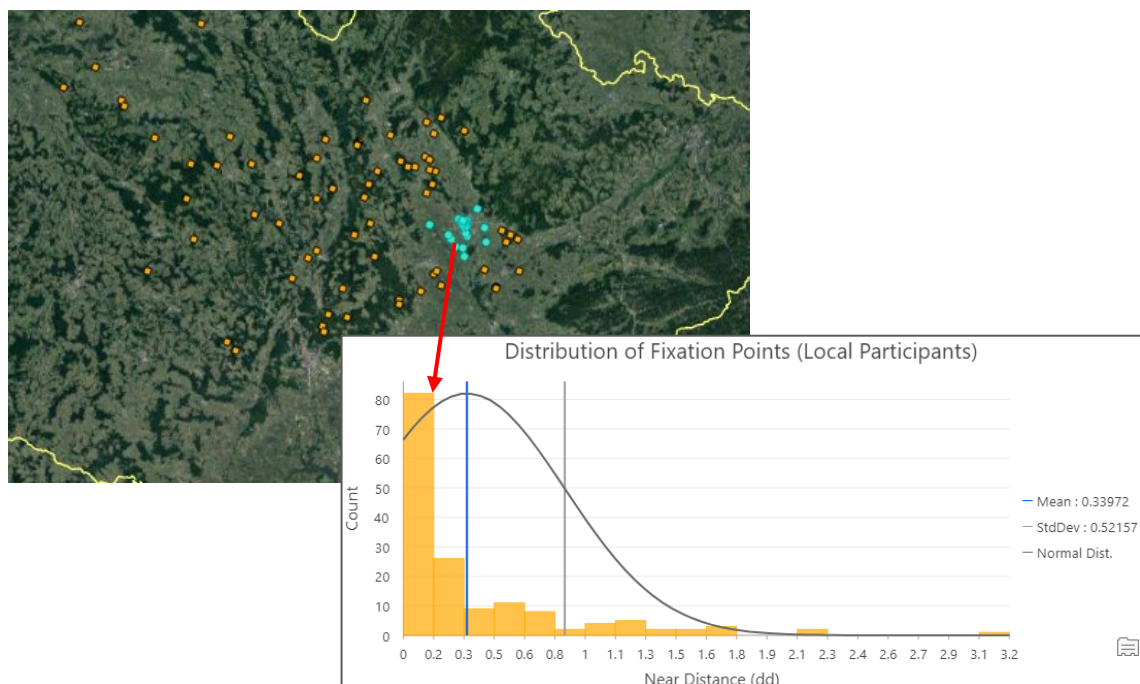 Distribution of Fixation Points (Local Participants)
80
70
60
50
40
30
20
10
0
Count
0 0.2 0.3 0.5 0.6 0.8 1 1.1 1.3 1.5 1.6 1.8 1.9 2.1 2.3 2.4 2.6 2.7 2.9 3.1 3.2
Near Distance (dd)
Mean : 0.33972
StdDev : 0.52157
Normal Dist.